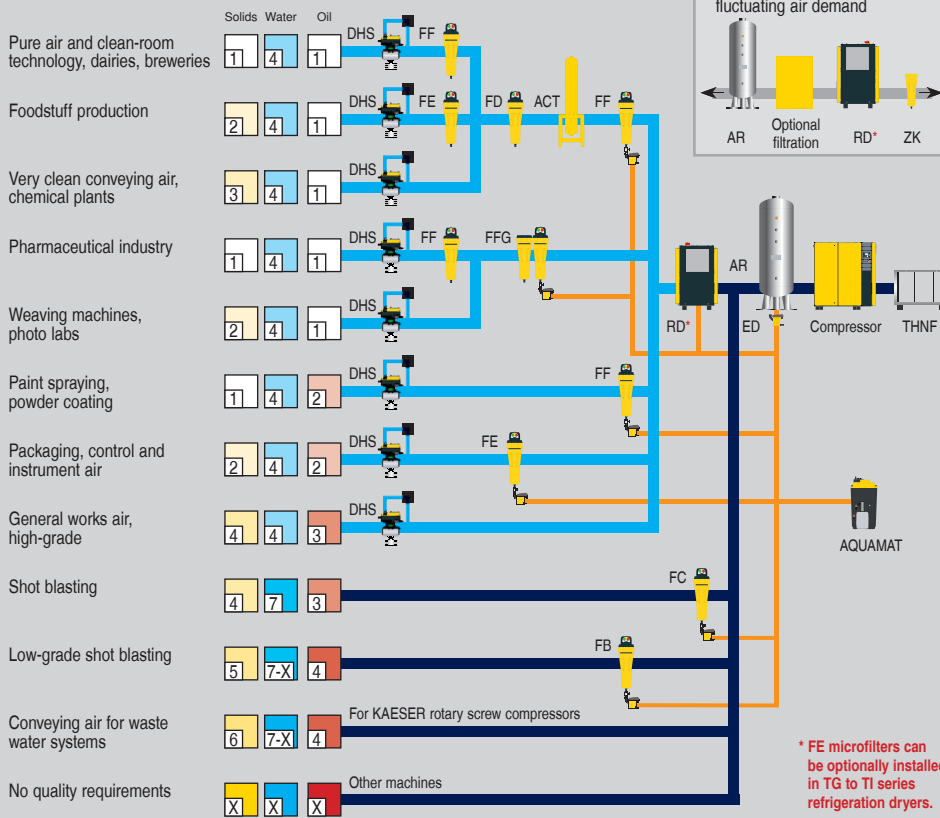 fluctuating air demand
AR
Optional
filtration
RD*
ZK
Solids Water Oil
Pure air and clean-room
technology, dairies, breweries
1 4 1
DHS FF
Foodstuff production
2 4 1
DHS FE FD ACT FF
Very clean conveying air,
chemical plants
3 4 1
DHS
Pharmaceutical industry
1 4 1
DHS FF FFG
Weaving machines,
photo labs
2 4 1
DHS
AR
RD* ED Compressor THNF
Paint spraying,
powder coating
1 4 2
DHS FF
Packaging, control and
instrument air
2 4 2
DHS FE
General works air,
high-grade
4 4 3
DHS
AQUAMAT
Shot blasting
4 7 3
FC
Low-grade shot blasting
5 7-X 4
FB
Conveying air for waste
water systems
6 7-X 4
For KAESER rotary screw compressors
No quality requirements
X X X
Other machines
* FE microfilters can
be optionally installed
in TG to TI series
refrigeration dryers.